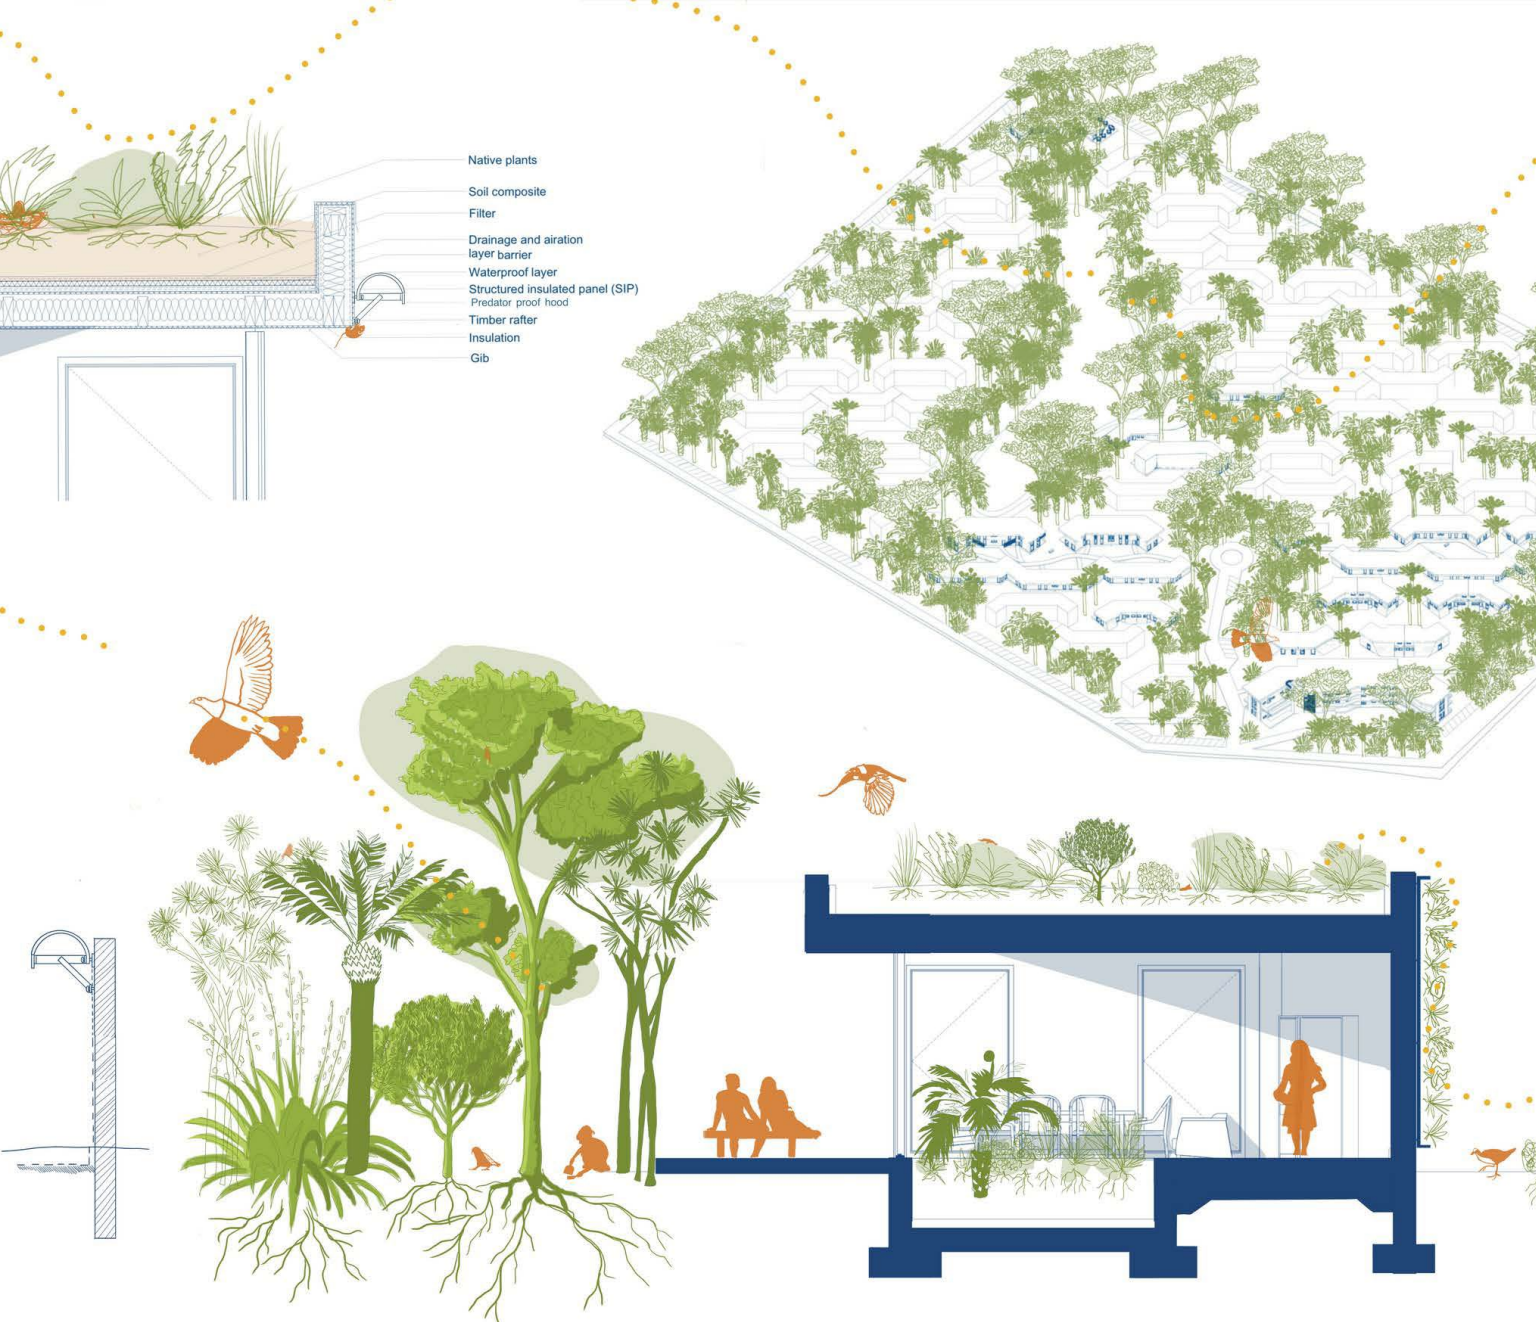 Native plants
Soil composite
Filter
Drainage and airation
layer barrier
Waterproof layer
Structured insulated panel (SIP)
Predator proof hood
Timber rafter
Insulation
Gib